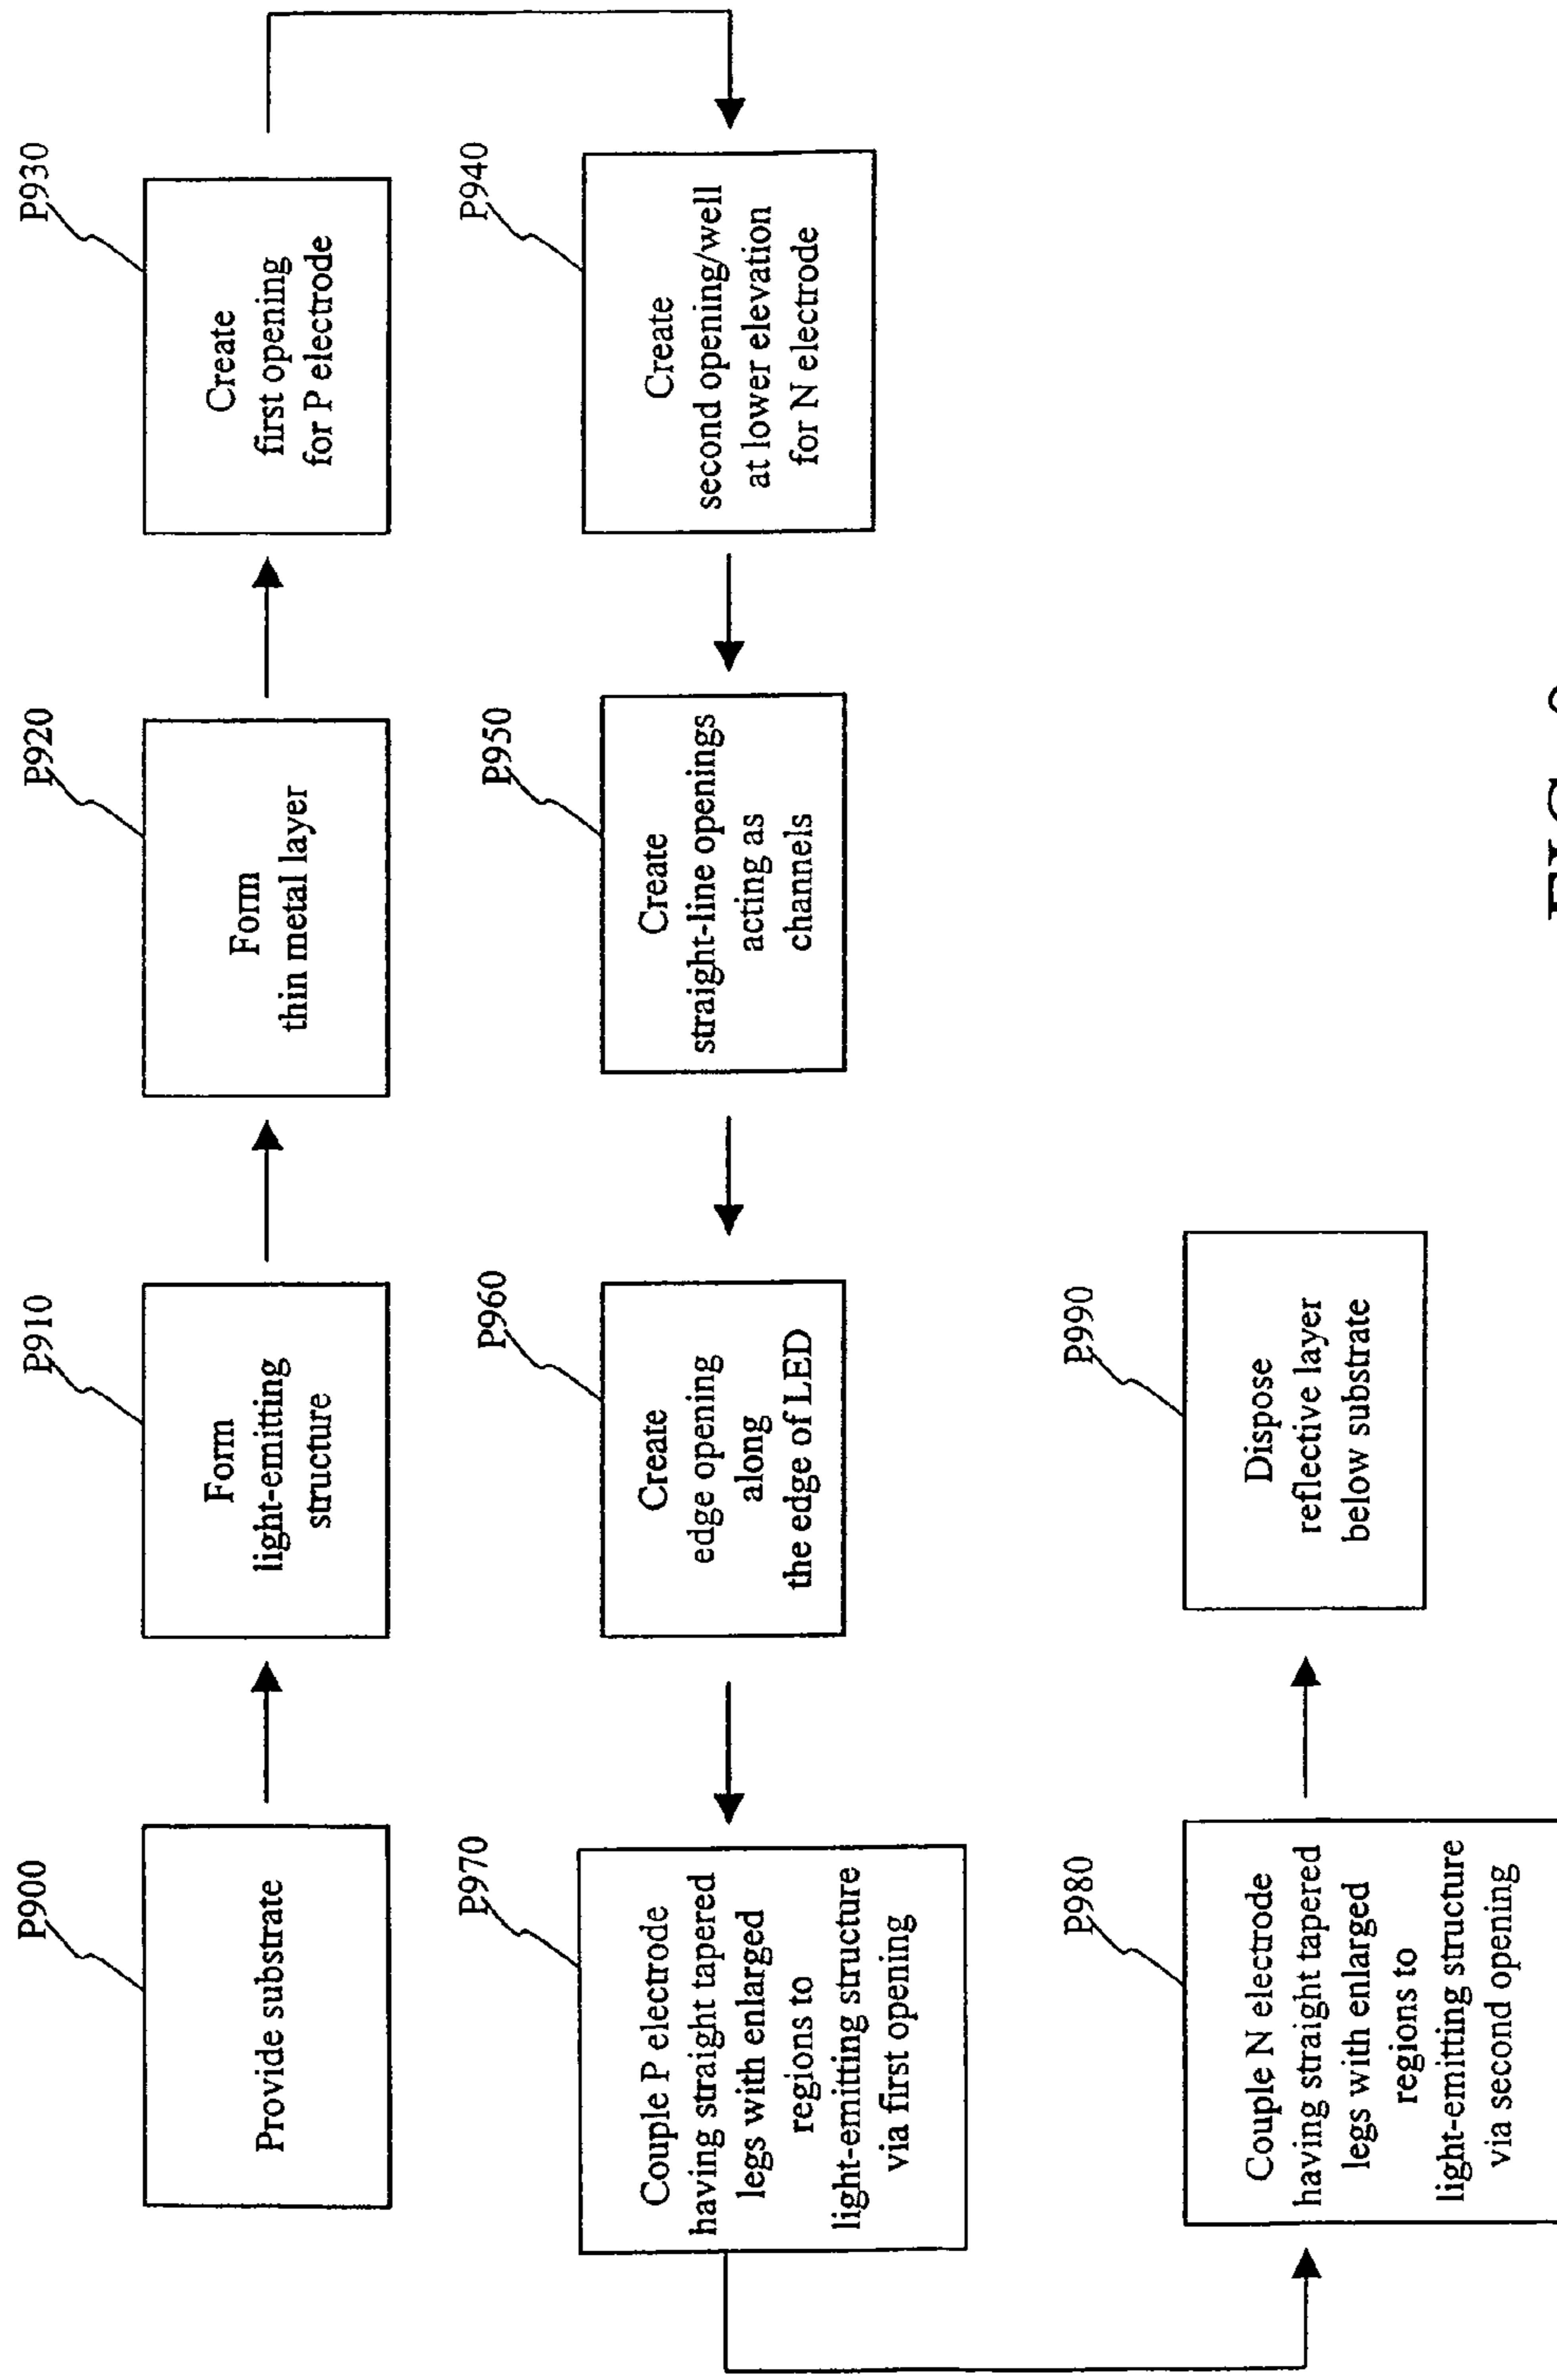 P900
Provide substrate
P910
Form
light-emitting
structure
P920
Form
thin metal layer
P930
Create
first opening
for P electrode
P940
Create
second opening/well
at lower elevation
for N electrode
P950
Create
straight-line openings
acting as
channels
P960
Create
edge opening
along
the edge of LED
P970
Couple P electrode
having straight tapered
legs with enlarged
regions to
light-emitting structure
via first opening
P980
Couple N electrode
having straight tapered
legs with enlarged
regions to
light-emitting structure
via second opening
P990
Dispose
reflective layer
below substrate